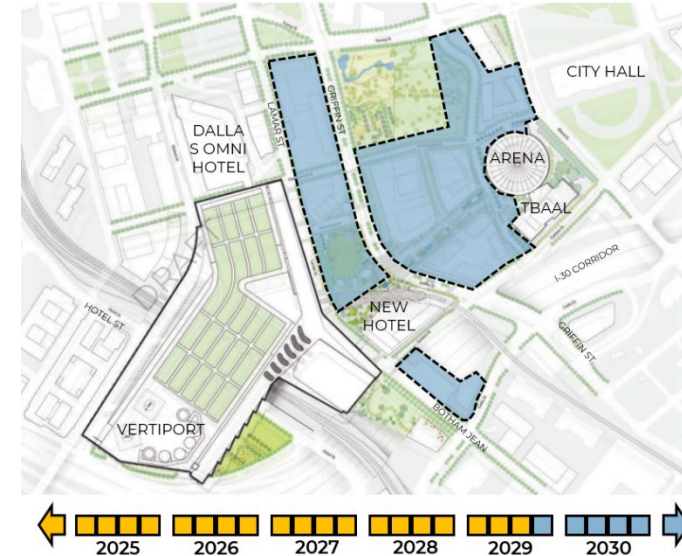 CITY HALL
LAMAR ST.
GRIFFIN ST.
DALLA
S OMNI
HOTEL
ARENA
TBAAL
I-30 CORRIDOR
DRAFT
HOTEL ST.
NEW
HOTEL
GRIFFIN ST.
VERTIPORT
BOTHAM JEAN
2025 2026 2027 2028 2029 2030